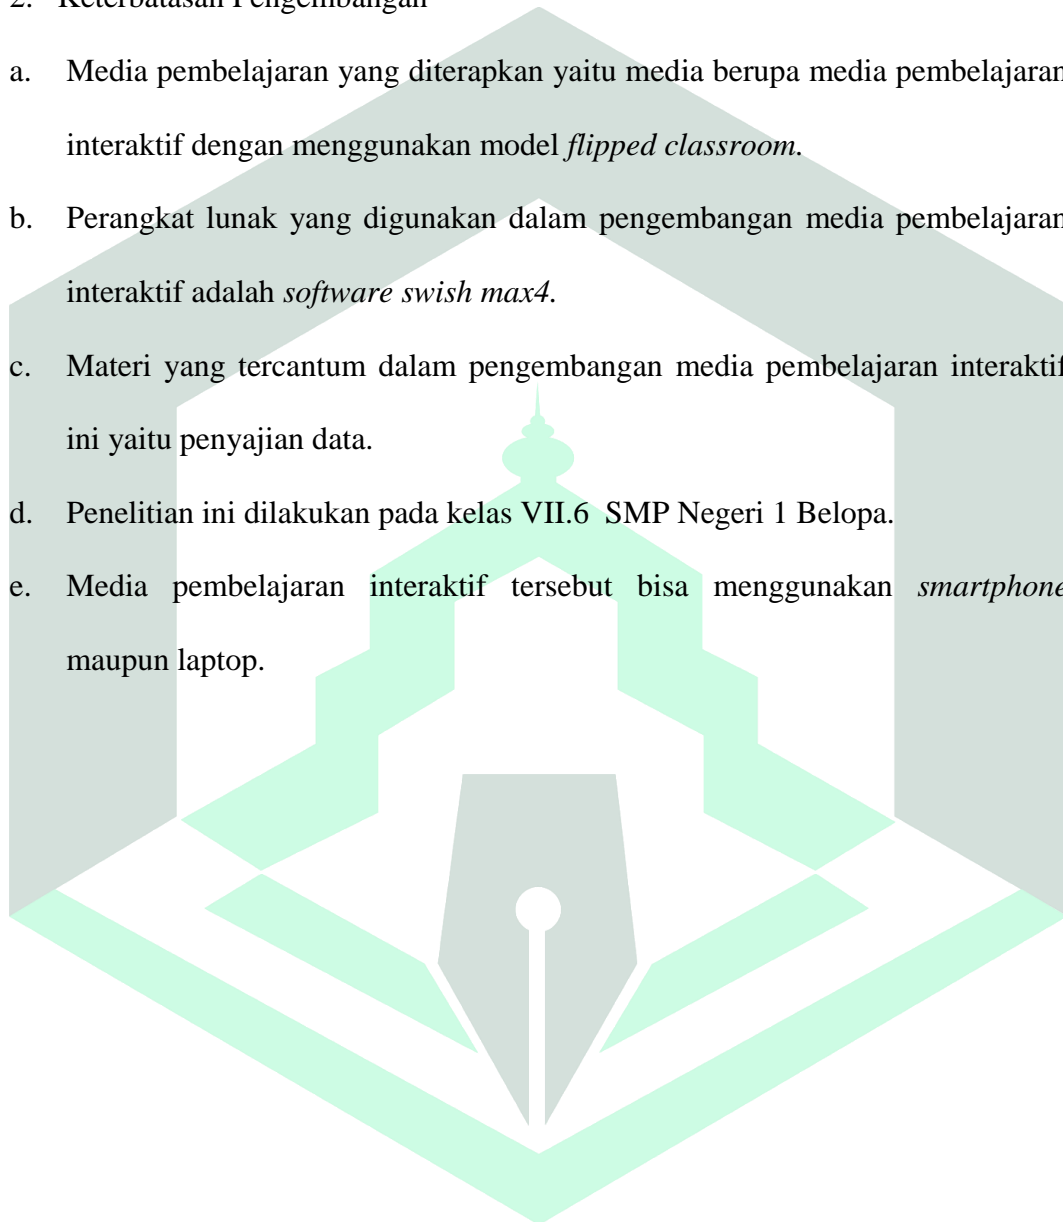 2. Keterbatasan Pengembangan
a. Media pembelajaran yang diterapkan yaitu media berupa media pembelajaran
interaktif dengan menggunakan model flipped classroom.
b. Perangkat lunak yang digunakan dalam pengembangan media pembelajaran
interaktif adalah software swish max4.
c. Materi yang tercantum dalam pengembangan media pembelajaran interaktif
ini yaitu penyajian data.
d. Penelitian ini dilakukan pada kelas VII.6 SMP Negeri 1 Belopa.
e. Media pembelajaran interaktif tersebut bisa menggunakan smartphone
maupun laptop.